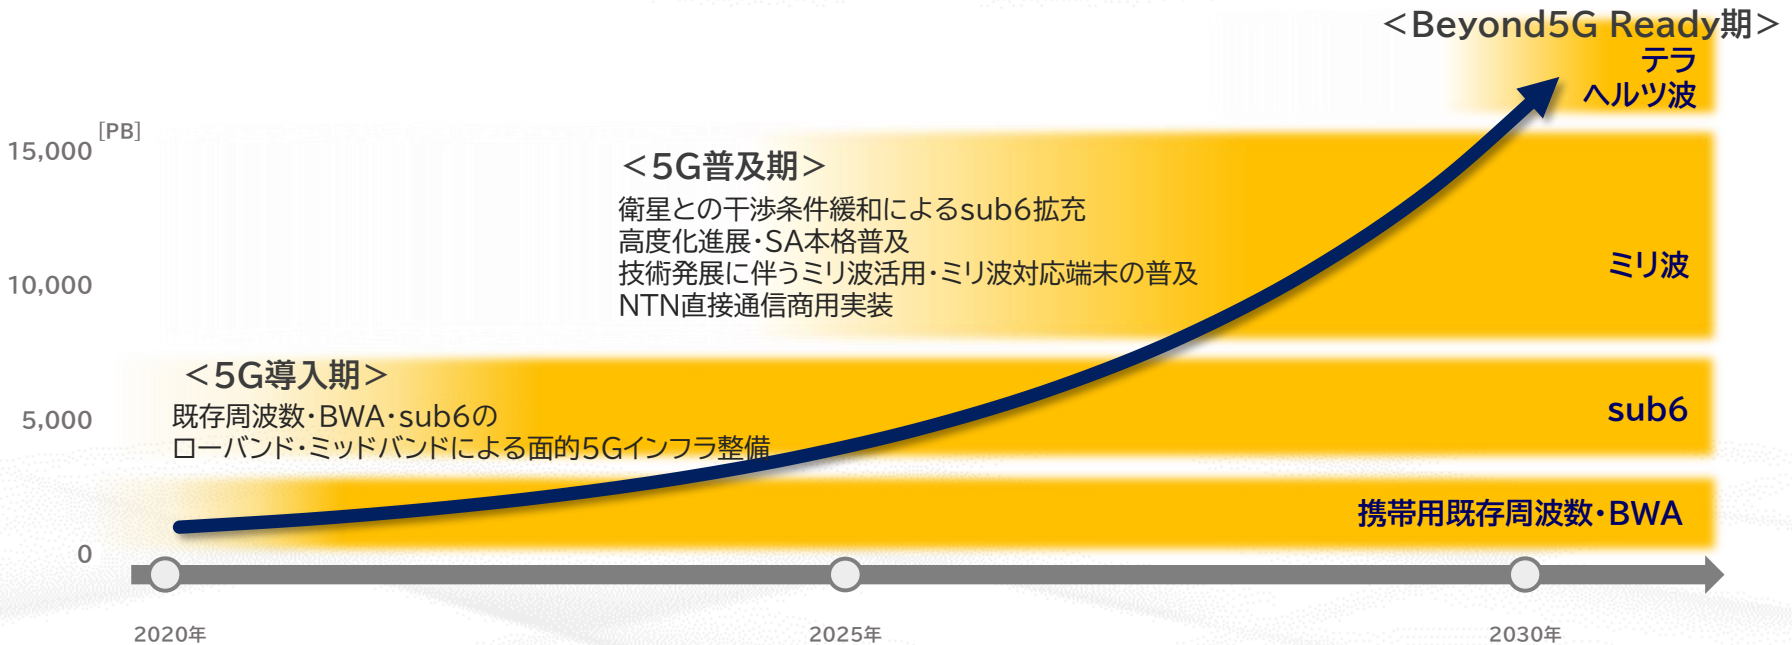 ＜Beyond5G Ready期＞
テラ
ヘルツ波
[PB]
15,000
＜5G普及期＞
衛星との干渉条件緩和によるsub6拡充
高度化進展・SA本格普及
技術発展に伴うミリ波活用・ミリ波対応端末の普及
NTN直接通信商用実装
ミリ波
10,000
＜5G導入期＞
既存周波数・BWA・sub6の
ローバンド・ミッドバンドによる面的5Gインフラ整備
sub6
5,000
携帯用既存周波数・BWA
0
2020年
2025年
2030年